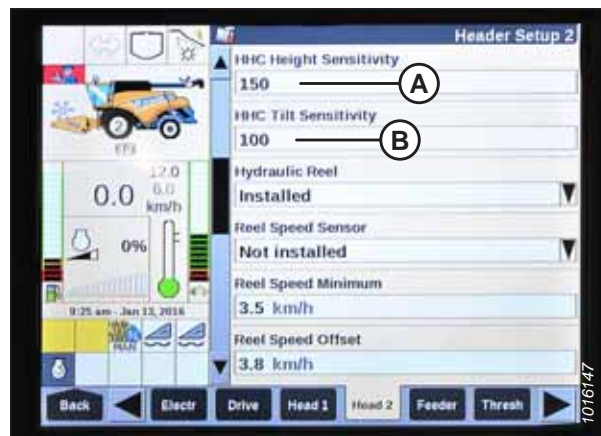 Header Setup 2
HHC Height Sensitivity
150
A
HHC Tilt Sensitivity
100
B
Hydraulic Reel
Installed
Reel Speed Sensor
Not installed
Reel Speed Minimum
3.5 km/h
Reel Speed Offset
3.8 km/h
2
12.0
6.0
0.0 km/h
0%
9:25 am - Jan 13, 2016
MAN
Back
Electr
Drive
Head 1
Head 2
Feeder
Thresh
1016147